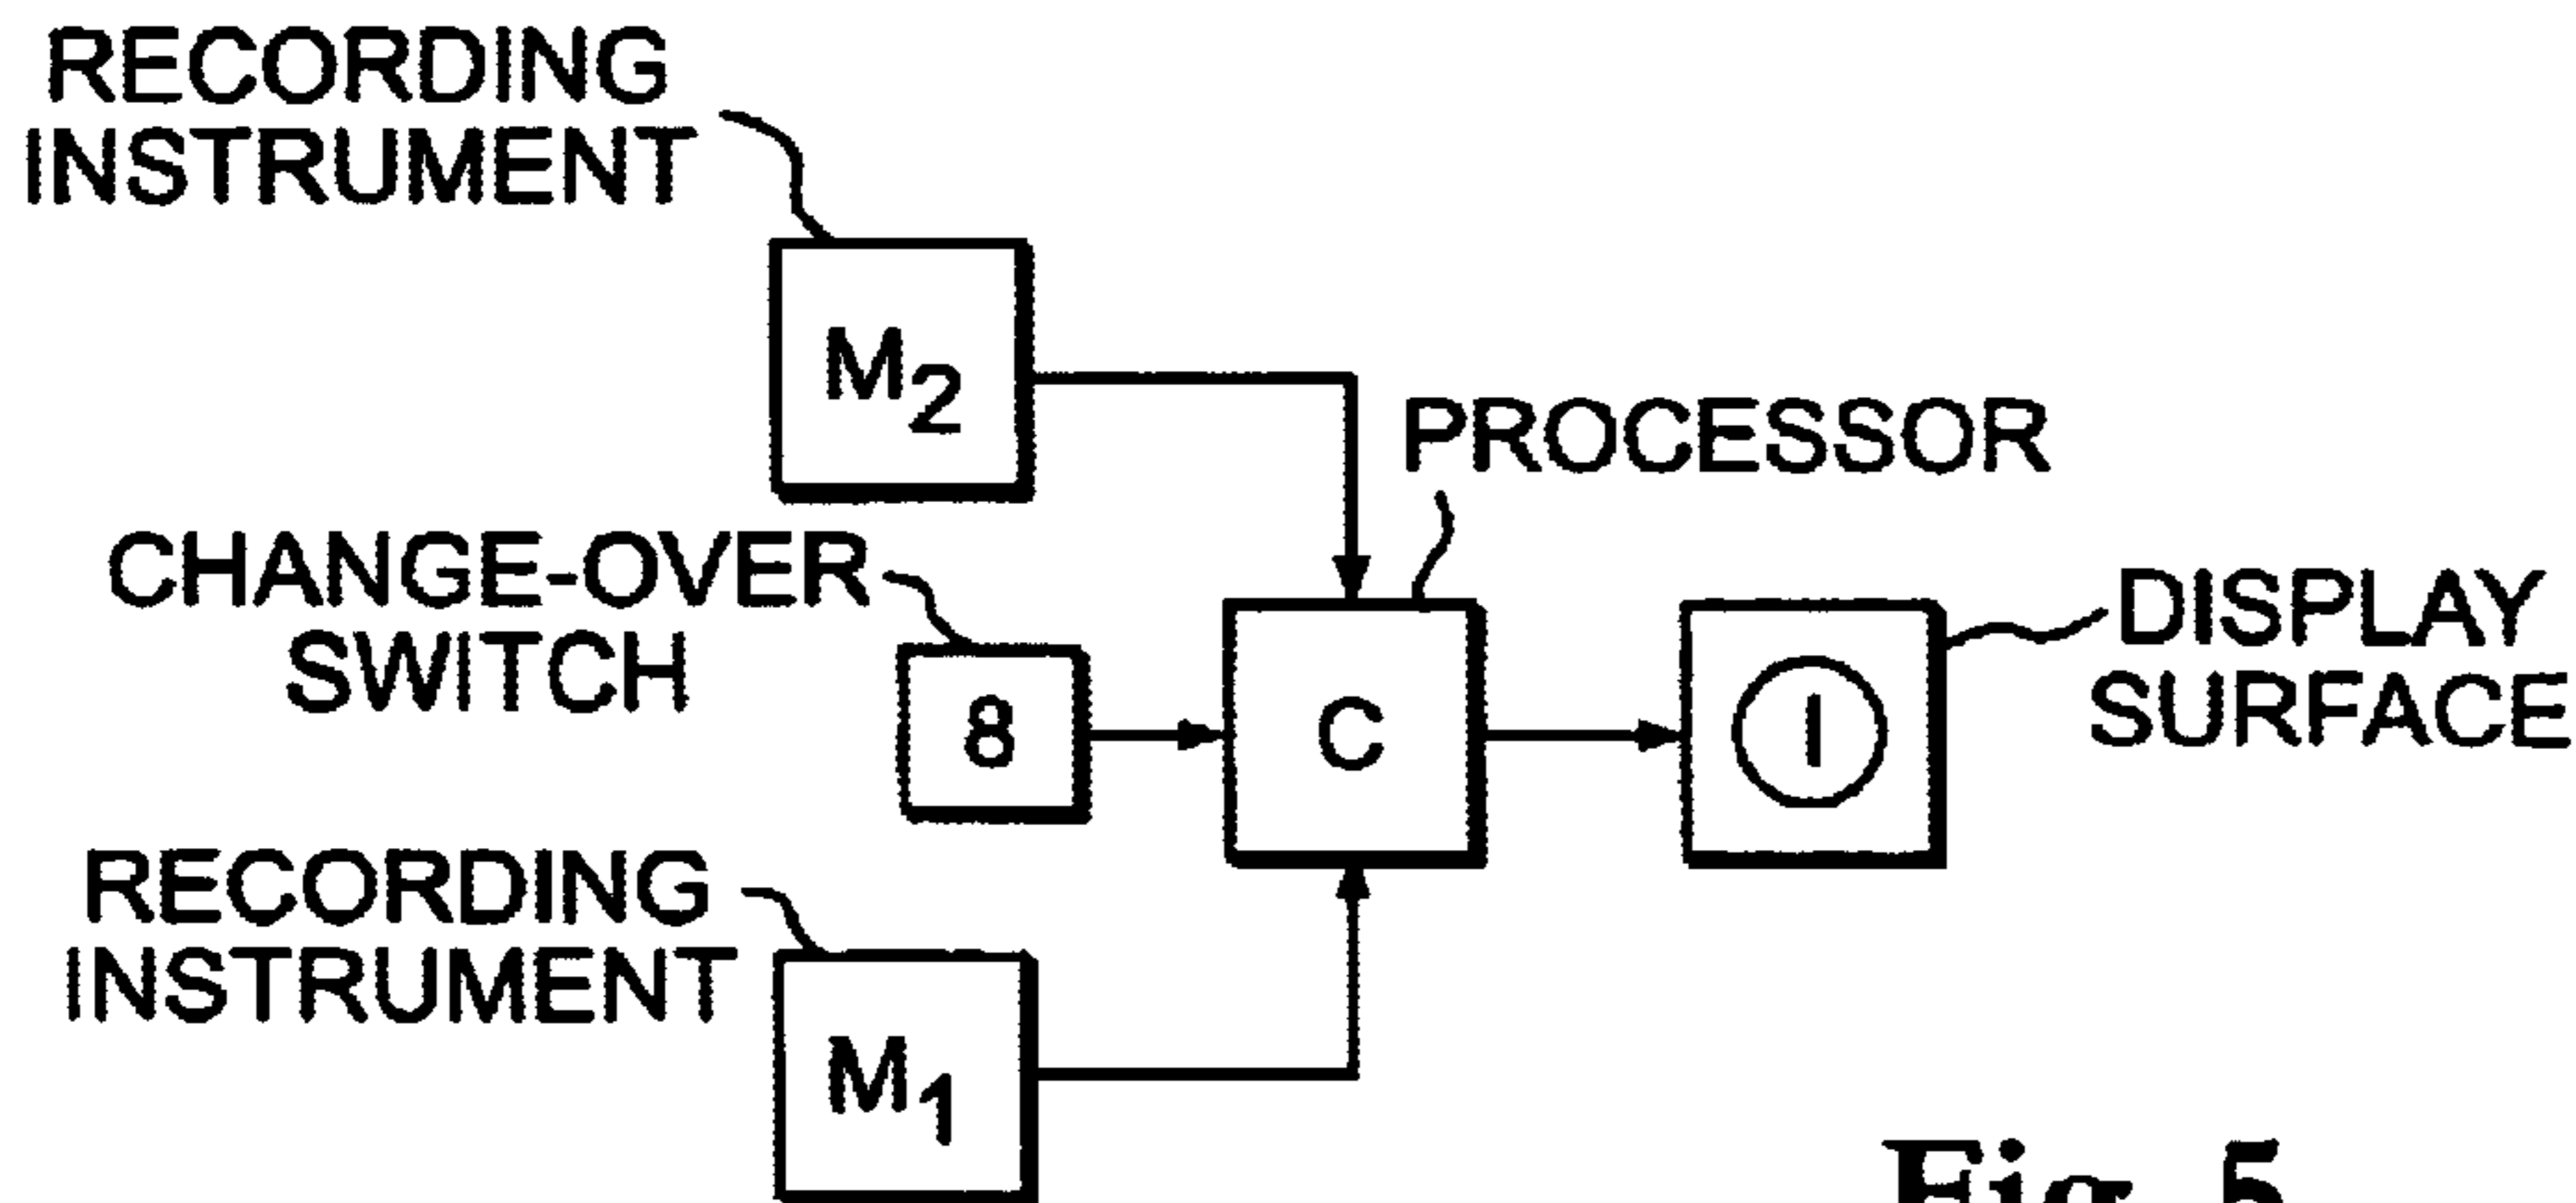 RECORDING
INSTRUMENT
M2
PROCESSOR
CHANGE-OVER
SWITCH
8
C
I
DISPLAY
SURFACE
RECORDING
INSTRUMENT
M1
Fig. 5